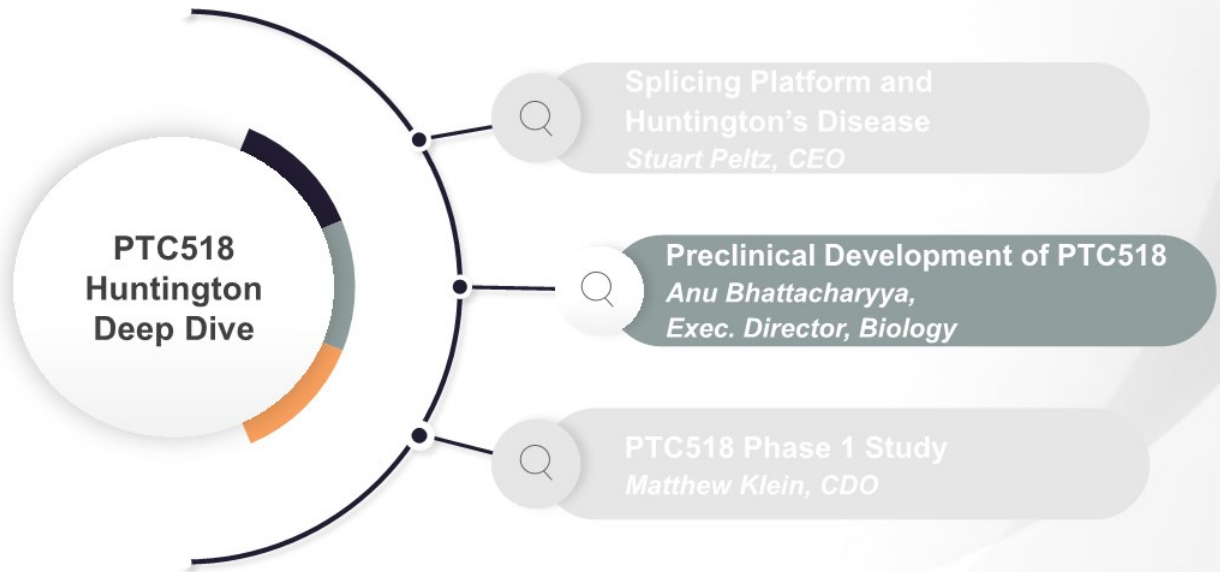 PTC518
Huntington
Deep Dive
Splicing Platform and
Huntington’s Disease
Stuart Peltz, CEO
Preclinical Development of PTC518
Anu Bhattacharyya,
Exec. Director, Biology
PTC518 Phase 1 Study
Matthew Klein, CDO